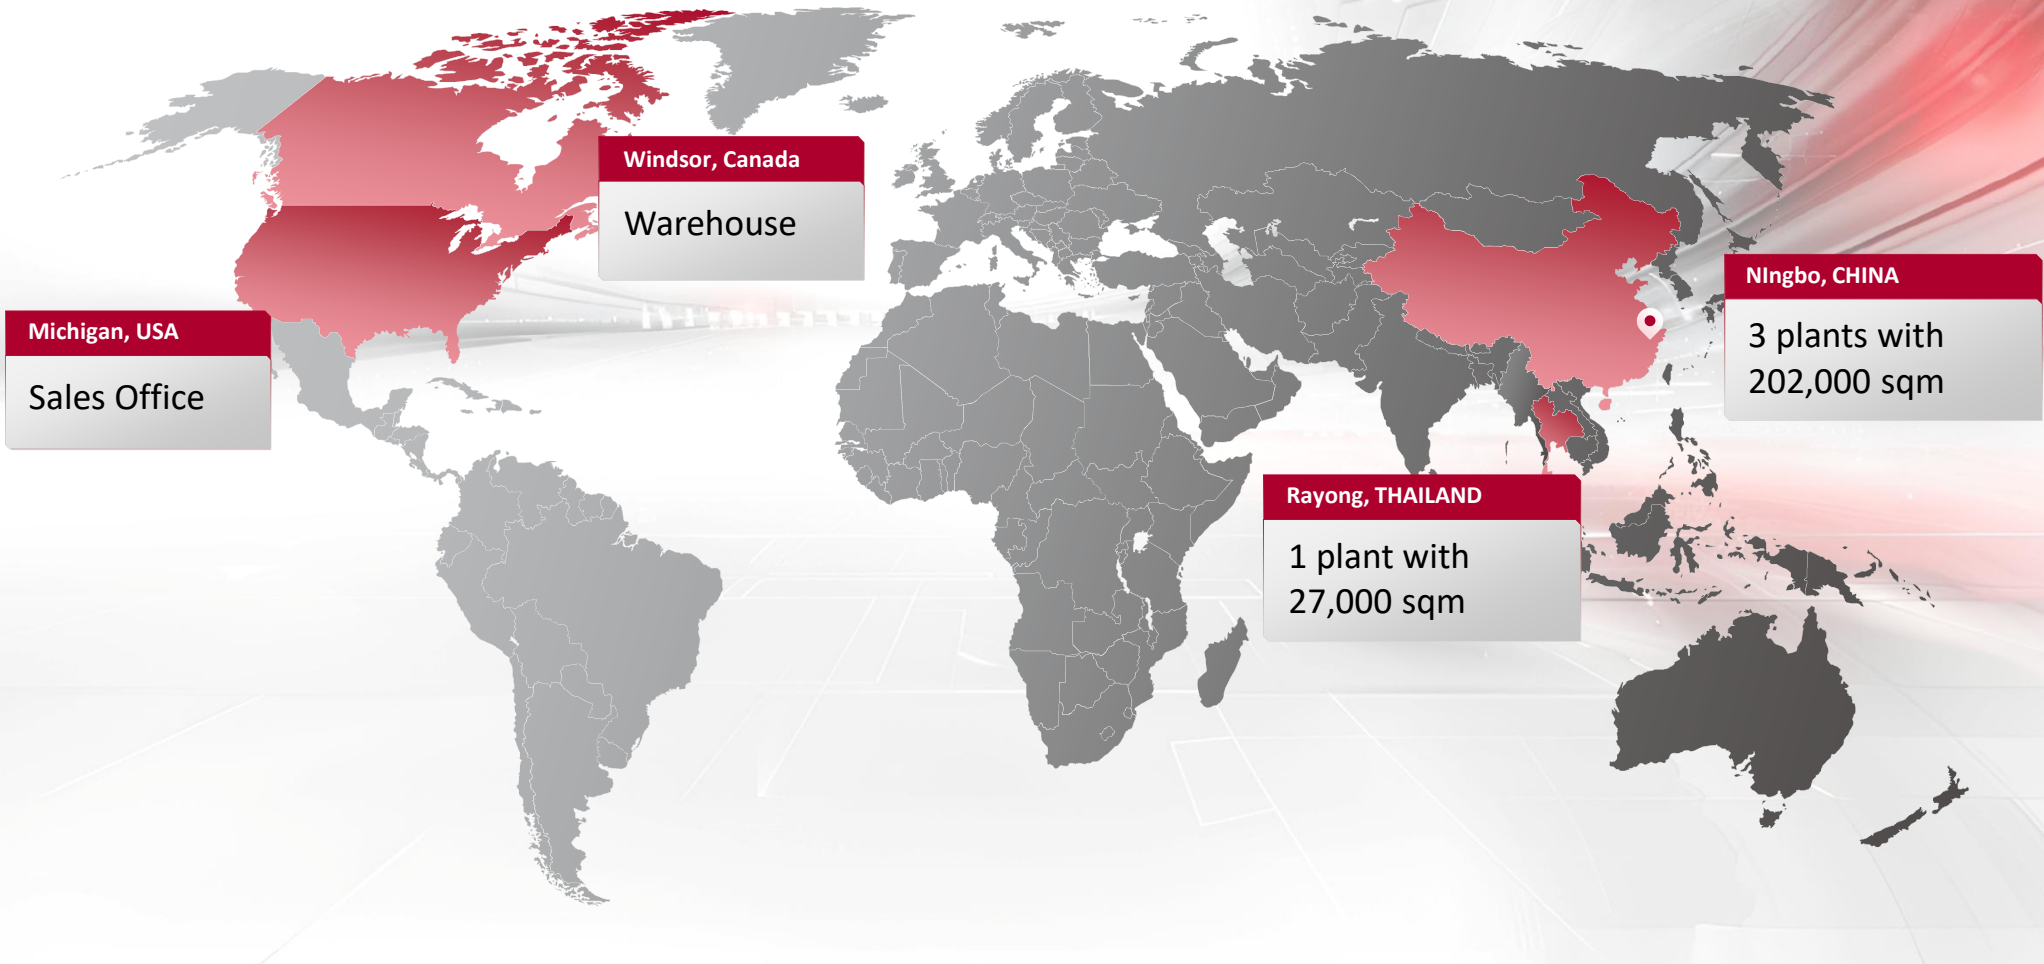 Windsor, Canada
Warehouse
Michigan, USA
Sales Office
NIngbo, CHINA
3 plants with
202,000 sqm
Rayong, THAILAND
1 plant with
27,000 sqm